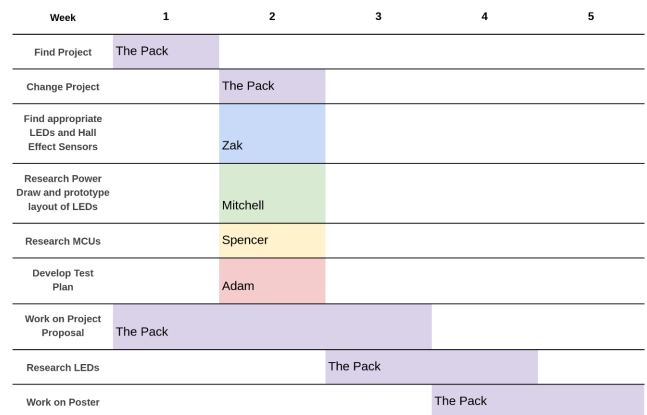 Week 1 2 3 4 5
Find Project The Pack
Change Project The Pack
Find appropriate
LEDs and Hall
Effect Sensors Zak
Research Power
Draw and prototype
layout of LEDs Mitchell
Research MCUs Spencer
Develop Test
Plan Adam
Work on Project
Proposal The Pack
Research LEDs The Pack
Work on Poster The Pack